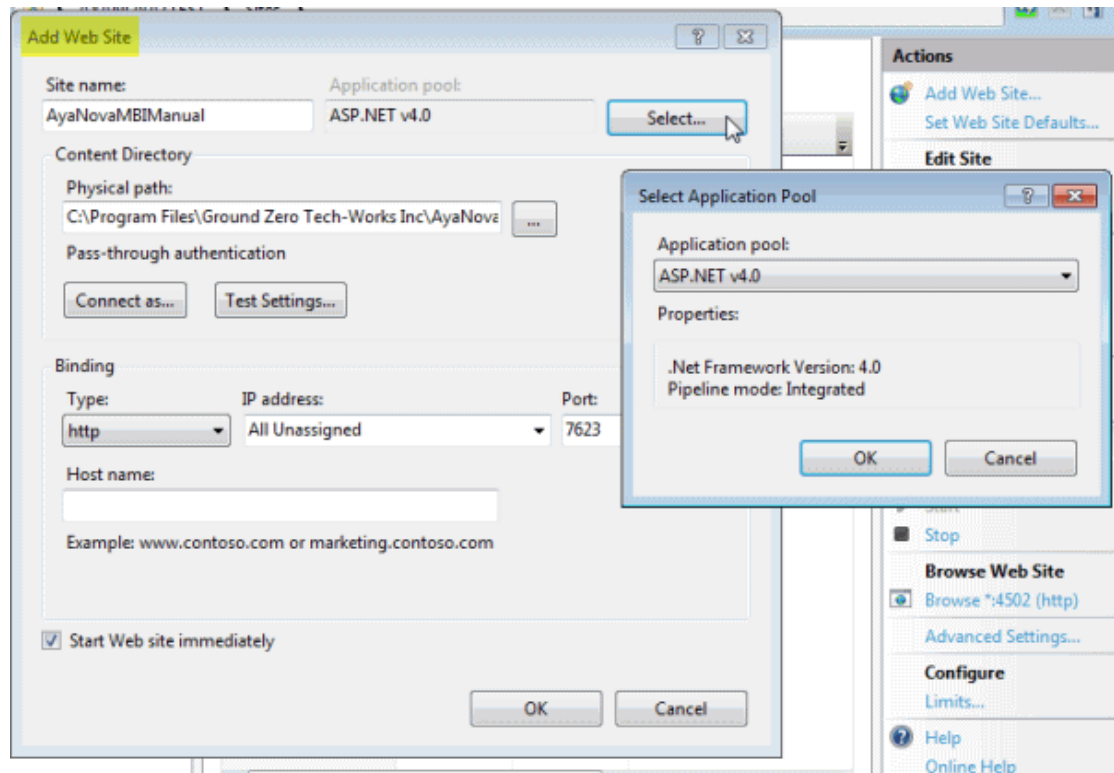 Add Web Site
Site name:
Application pool:
AyaNovaMBIManual
ASP.NET v4.0
Select...
Content Directory
Physical path:
C:\Program Files\Ground Zero Tech-Works Inc\AyaNova
...
Pass-through authentication
Connect as...
Test Settings...
Binding
Type:
IP address:
Port:
http
All Unassigned
7623
Host name:
Example: www.contoso.com or marketing.contoso.com
Start Web site immediately
OK
Cancel
Select Application Pool
Application pool:
ASP.NET v4.0
Properties:
.Net Framework Version: 4.0
Pipeline mode: Integrated
OK
Cancel
Actions
Add Web Site...
Set Web Site Defaults...
Edit Site
Start
Stop
Browse Web Site
Browse *:4502 (http)
Advanced Settings...
Configure
Limits...
Help
Online Help